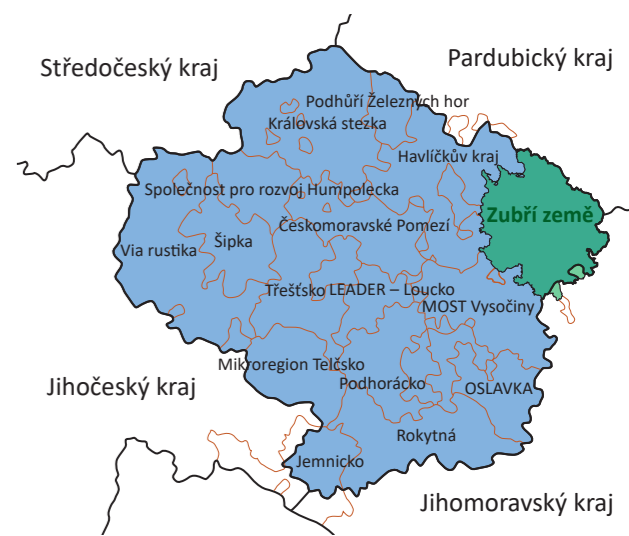 Středočeský kraj
Pardubický kraj
Podhůří Železných hor
Královská stezka
Havlíčkův kraj
Společnost pro rozvoj Humpolecka
Zubří země
Českomoravské Pomezí
Šipka
Via rustika
Třešťsko
LEADER – Loucko
MOST Vysočiny
Mikroregion Telčsko
Podhorácko
OSLAVKA
Jihočeský kraj
Rokytná
Jemnicko
Jihomoravský kraj